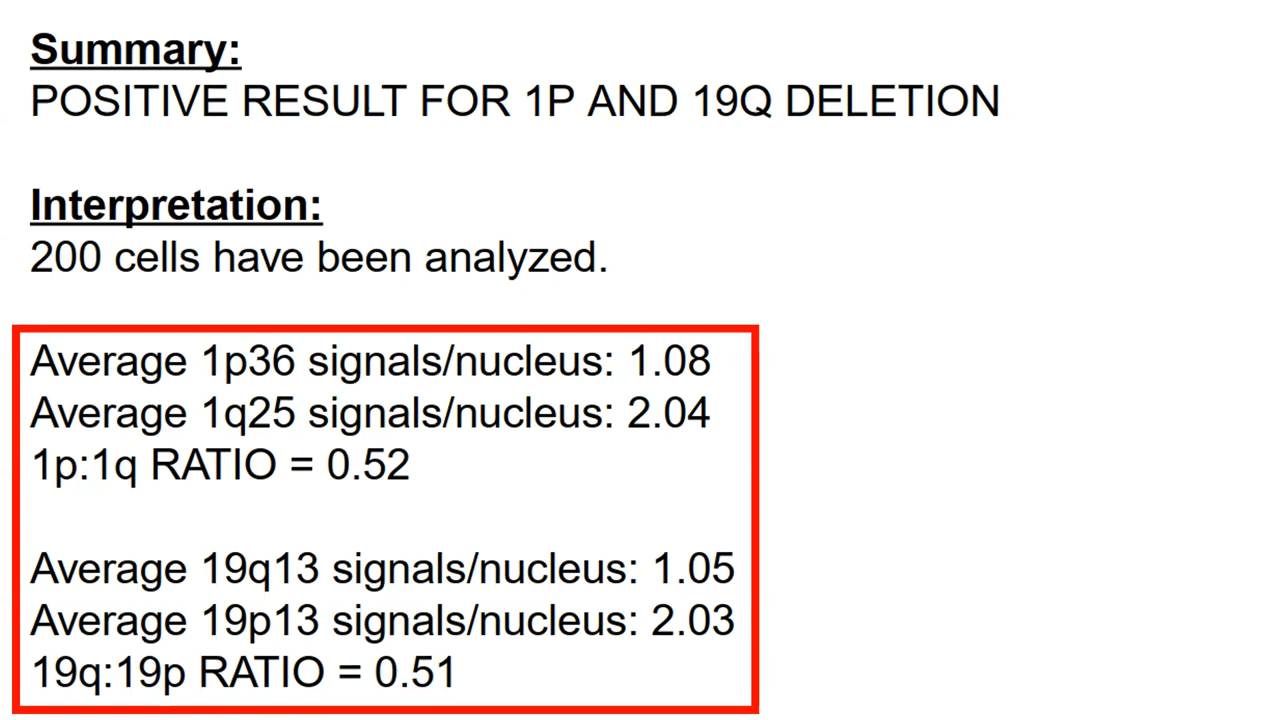 Summary:
POSITIVE RESULT FOR 1P AND 19Q DELETION
Interpretation:
200 cells have been analyzed.
Average 1p36 signals/nucleus: 1.08
Average 1q25 signals/nucleus: 2.04
1p:1q RATIO = 0.52
Average 19q13 signals/nucleus: 1.05
Average 19p13 signals/nucleus: 2.03
19q:19p RATIO = 0.51